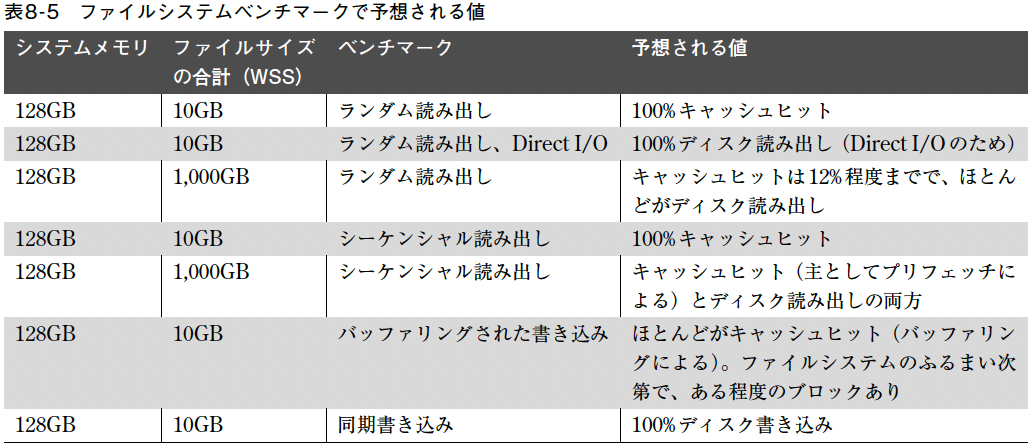 表8-5 ファイルシステムベンチマークで予想される値
システムメモリ ファイルサイズの合計（WSS） ベンチマーク 予想される値
128GB 10GB ランダム読み出し 100%キャッシュヒット
128GB 10GB ランダム読み出し、Direct I/O 100%ディスク読み出し（Direct I/Oのため）
128GB 1,000GB ランダム読み出し キャッシュヒットは12%程度までで、ほとん
どがディスク読み出し
128GB 10GB シーケンシャル読み出し 100%キャッシュヒット
128GB 1,000GB シーケンシャル読み出し キャッシュヒット（主としてプリフェッチに
よる）とディスク読み出しの両方
128GB 10GB バッファリングされた書き込み ほとんどがキャッシュヒット（バッファリン
グによる）。ファイルシステムのふるまい次
第で、ある程度のブロックあり
128GB 10GB 同期書き込み 100%ディスク書き込み